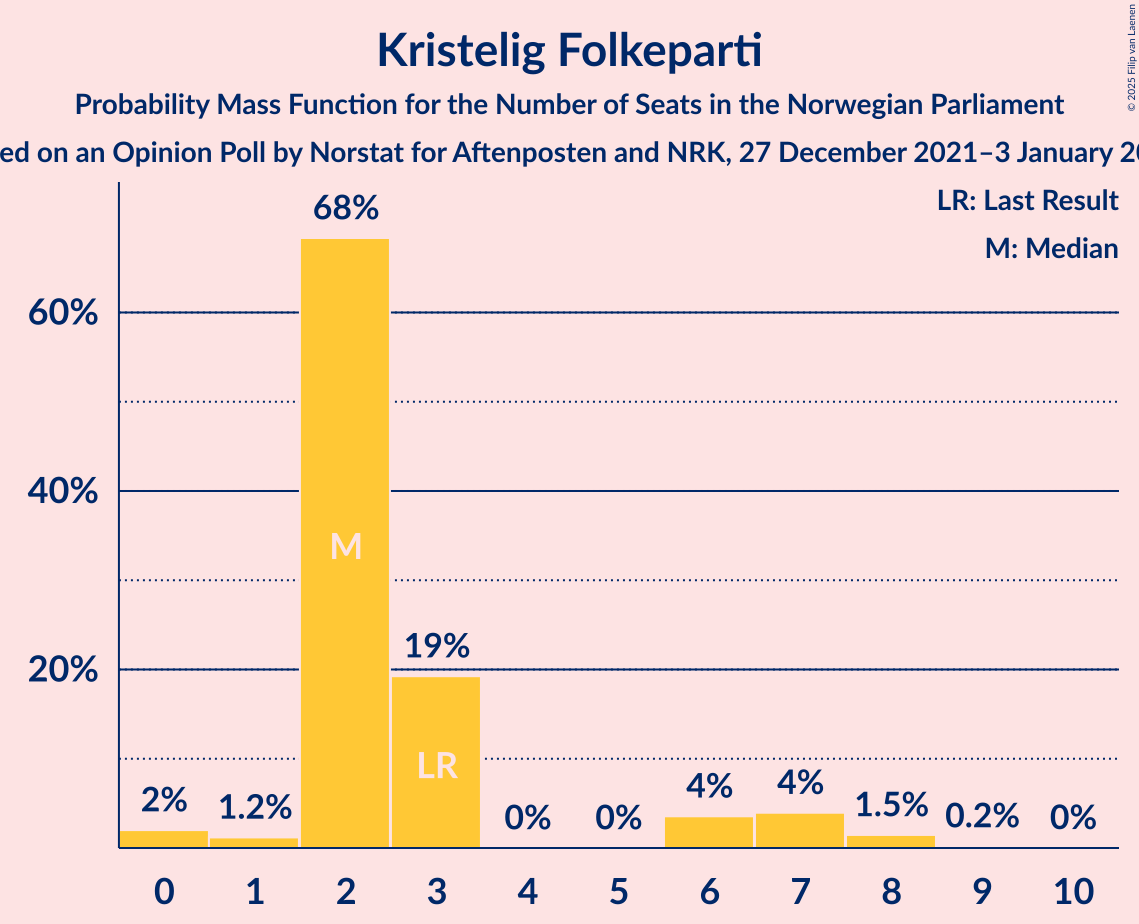 Kristelig Folkeparti
Probability Mass Function for the Number of Seats in the Norwegian Parliament
on an Opinion Poll by Norstat for Aftenposten and NRK, 27 December 2021–3 January
© 2025 Filip van Laenen
LR: Last Result
M: Median
68%
60%
40%
M
19%
20%
LR
2%
1.2%
0%
0%
4%
4%
1.5%
0.2%
0%
0 1 2 3 4 5 6 7 8 9 10